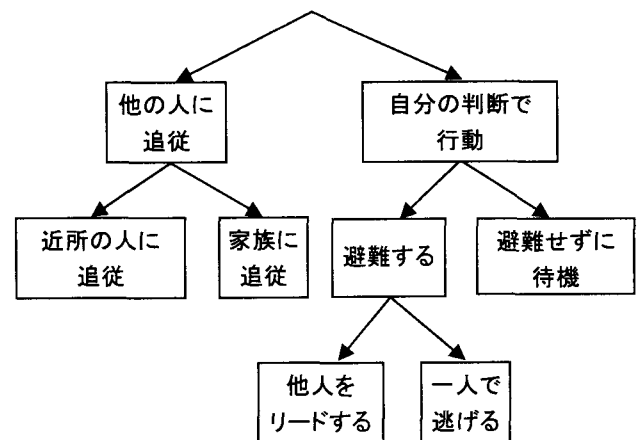 他の人に
追従
自分の判断で
行動
近所の人に
追従
家族に
追従
避難する
避難せずに
待機
他人を
リードする
一人で
逃げる